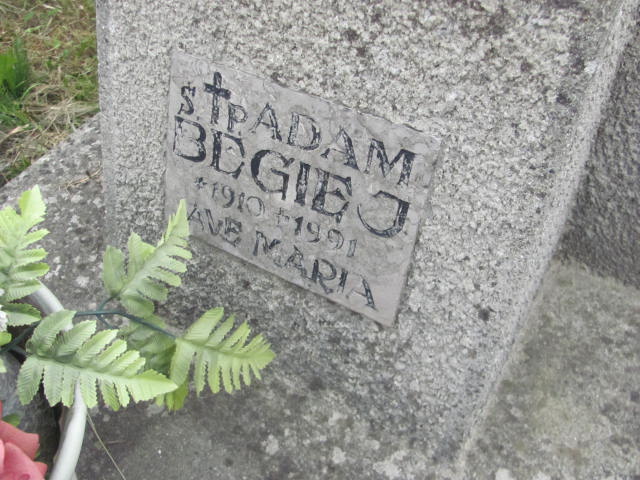 Ś†P ADAM
BEGIEJ
*1910 †1991
AVE MARIA